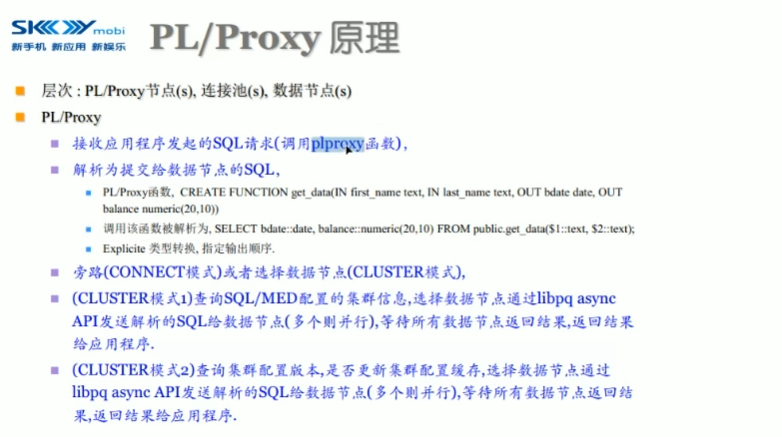 SKYmobi
新手机 新应用 新娱乐
PL/Proxy 原理
层次 : PL/Proxy节点(s), 连接池(s), 数据节点(s)
PL/Proxy
接收应用程序发起的SQL请求(调用plproxy函数),
解析为提交给数据节点的SQL,
PL/Proxy函数, CREATE FUNCTION get_data(IN first_name text, IN last_name text, OUT bdate date, OUT
balance numeric(20,10))
调用该函数被解析为, SELECT bdate::date, balance::numeric(20,10) FROM public.get_data($1::text, $2::text);
Explicite 类型转换, 指定输出顺序.
旁路(CONNECT模式)或者选择数据节点(CLUSTER模式),
(CLUSTER模式1)查询SQL/MED配置的集群信息,选择数据节点通过libpq async
API发送解析的SQL给数据节点(多个则并行),等待所有数据节点返回结果,返回结果
给应用程序.
(CLUSTER模式2)查询集群配置版本,是否更新集群配置缓存,选择数据节点通过
libpq async API发送解析的SQL给数据节点(多个则并行),等待所有数据节点返回结
果,返回结果给应用程序.